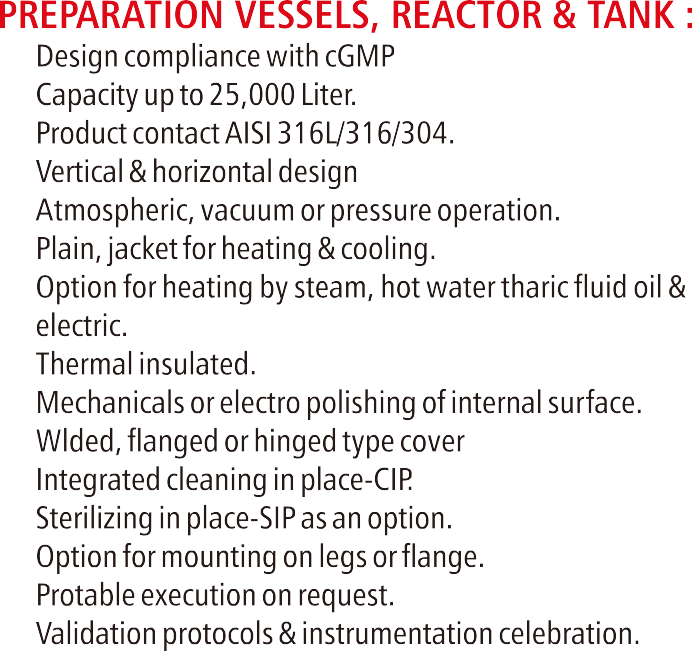 PREPARATION VESSELS, REACTOR & TANK :
Design compliance with cGMP
Capacity up to 25,000 Liter.
Product contact AISI 316L/316/304.
Vertical & horizontal design
Atmospheric, vacuum or pressure operation.
Plain, jacket for heating & cooling.
Option for heating by steam, hot water tharic fluid oil &
electric.
Thermal insulated.
Mechanicals or electro polishing of internal surface.
Wlded, flanged or hinged type cover
Integrated cleaning in place-CIP.
Sterilizing in place-SIP as an option.
Option for mounting on legs or flange.
Protable execution on request.
Validation protocols & instrumentation celebration.